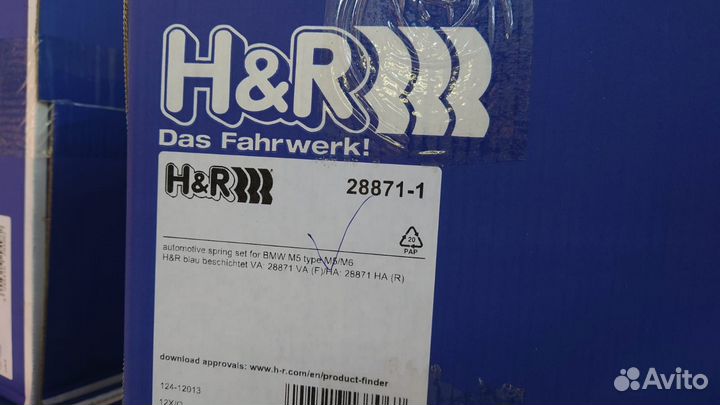 H&R
Das Fahrwerk!
H&R
28871-1
20
PAP
automotive spring set for BMW M5 type M5/M6
H&R blau beschichtet VA: 28871 VA (F)/HA: 28871 HA (R)
download approvals: www.h-r.com/en/product-finder
124-12013
Avito